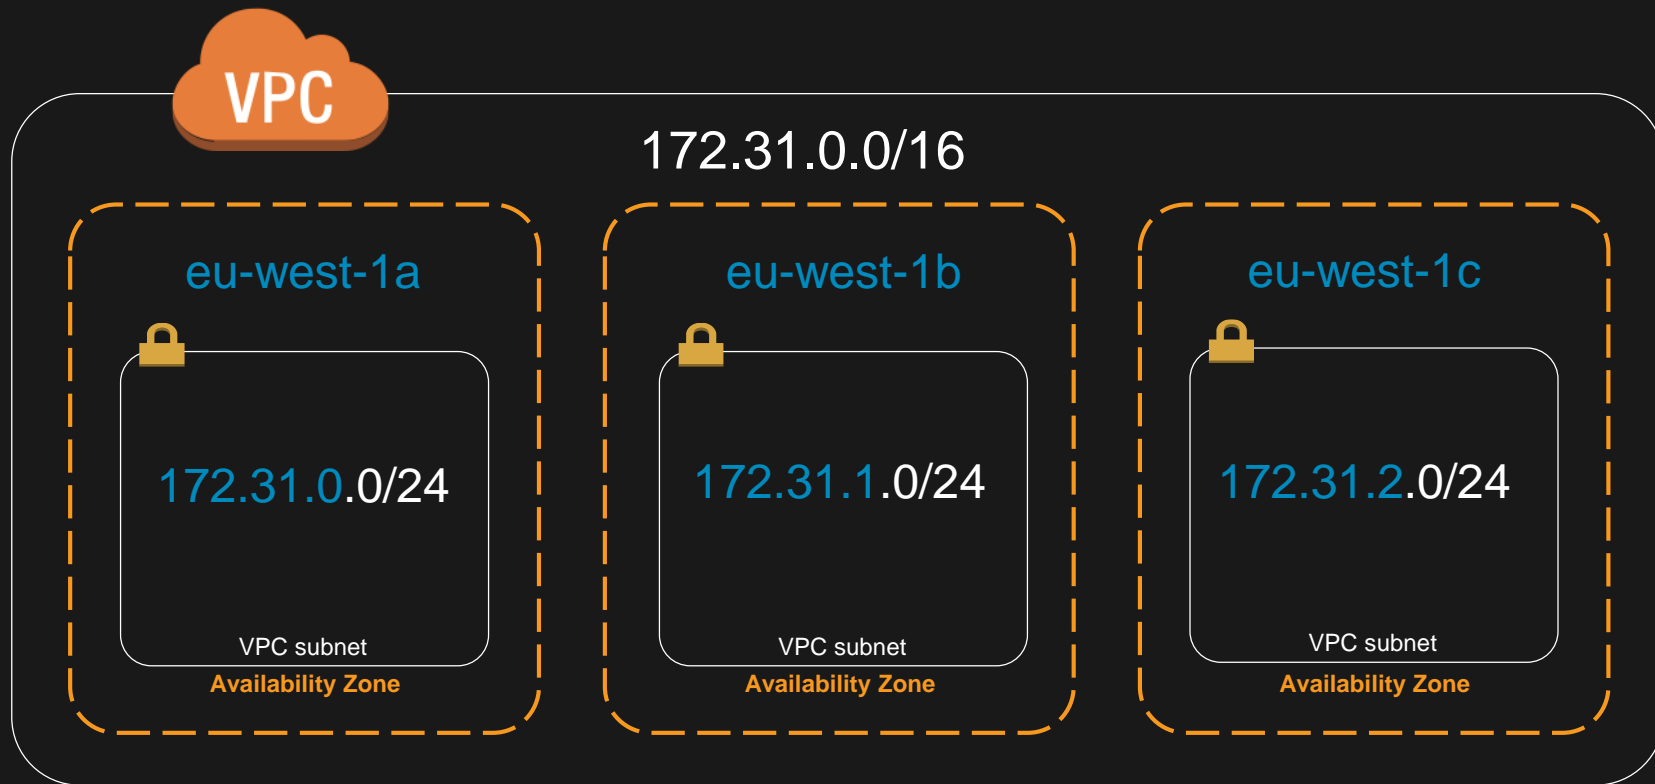 VPC
172.31.0.0/16
eu-west-1a
eu-west-1b
eu-west-1c
172.31.0.0/24
172.31.1.0/24
172.31.2.0/24
VPC subnet
VPC subnet
VPC subnet
Availability Zone
Availability Zone
Availability Zone